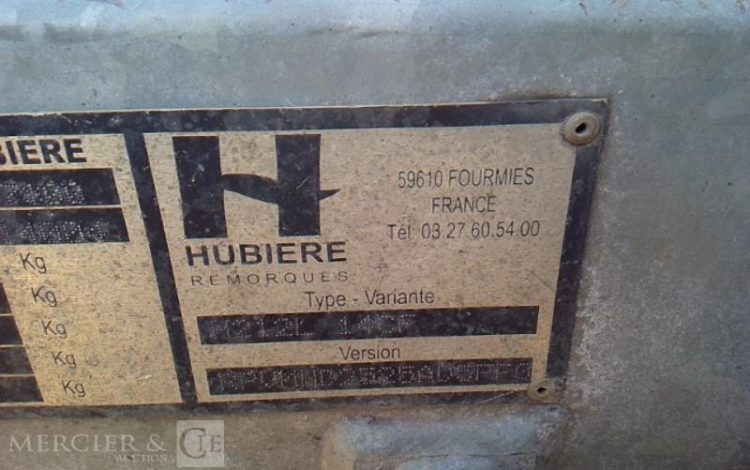 BIERE
H
HUBIERE
REMORQUES
59610 FOURMIES
FRANCE
Tél 03.27.60.54.00
Kg
Kg
Kg
Kg
Kg
Type - Variante
Version
MERCIER & CIE
AUCTIONS